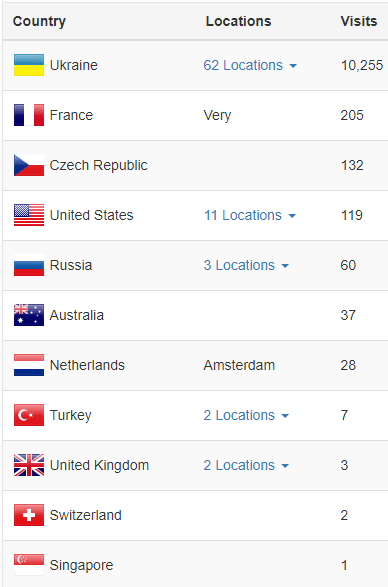 Country Locations Visits
Ukraine 62 Locations 10,255
France Very 205
Czech Republic 132
United States 11 Locations 119
Russia 3 Locations 60
Australia 37
Netherlands Amsterdam 28
Turkey 2 Locations 7
United Kingdom 2 Locations 3
Switzerland 2
Singapore 1